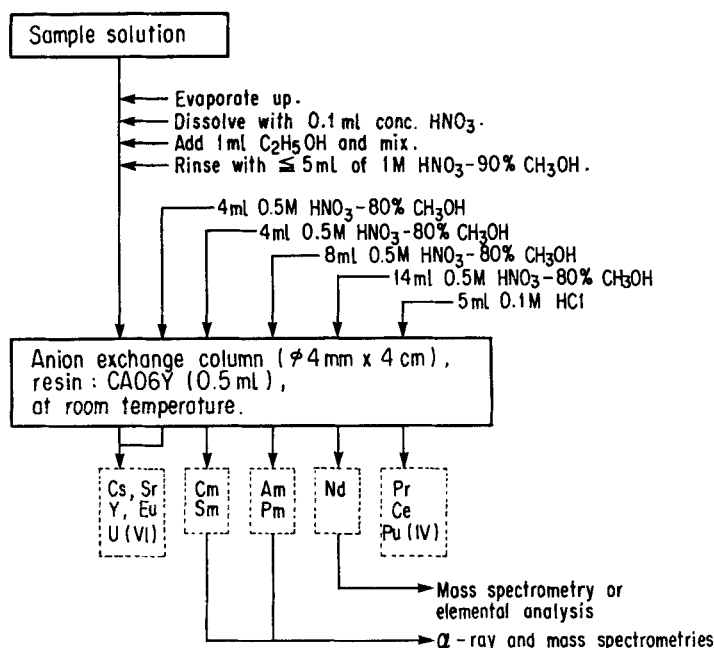 Sample solution
Evaporate up.
Dissolve with 0.1ml conc. HNO₃.
Add 1ml C₂H₅OH and mix.
Rinse with ≦ 5ml of 1M HNO₃-90% CH₃OH.
4ml 0.5M HNO₃-80% CH₃OH
4ml 0.5M HNO₃-80% CH₃OH
8ml 0.5M HNO₃-80% CH₃OH
14ml 0.5M HNO₃-80% CH₃OH
5ml 0.1M HCl
Anion exchange column (φ4mm x 4cm),
resin : CA06Y (0.5ml),
at room temperature.
Cs, Sr
Y, Eu
U(VI)
Cm
Sm
Am
Pm
Nd
Pr
Ce
Pu(IV)
Mass spectrometry or
elemental analysis
α-ray and mass spectrometries